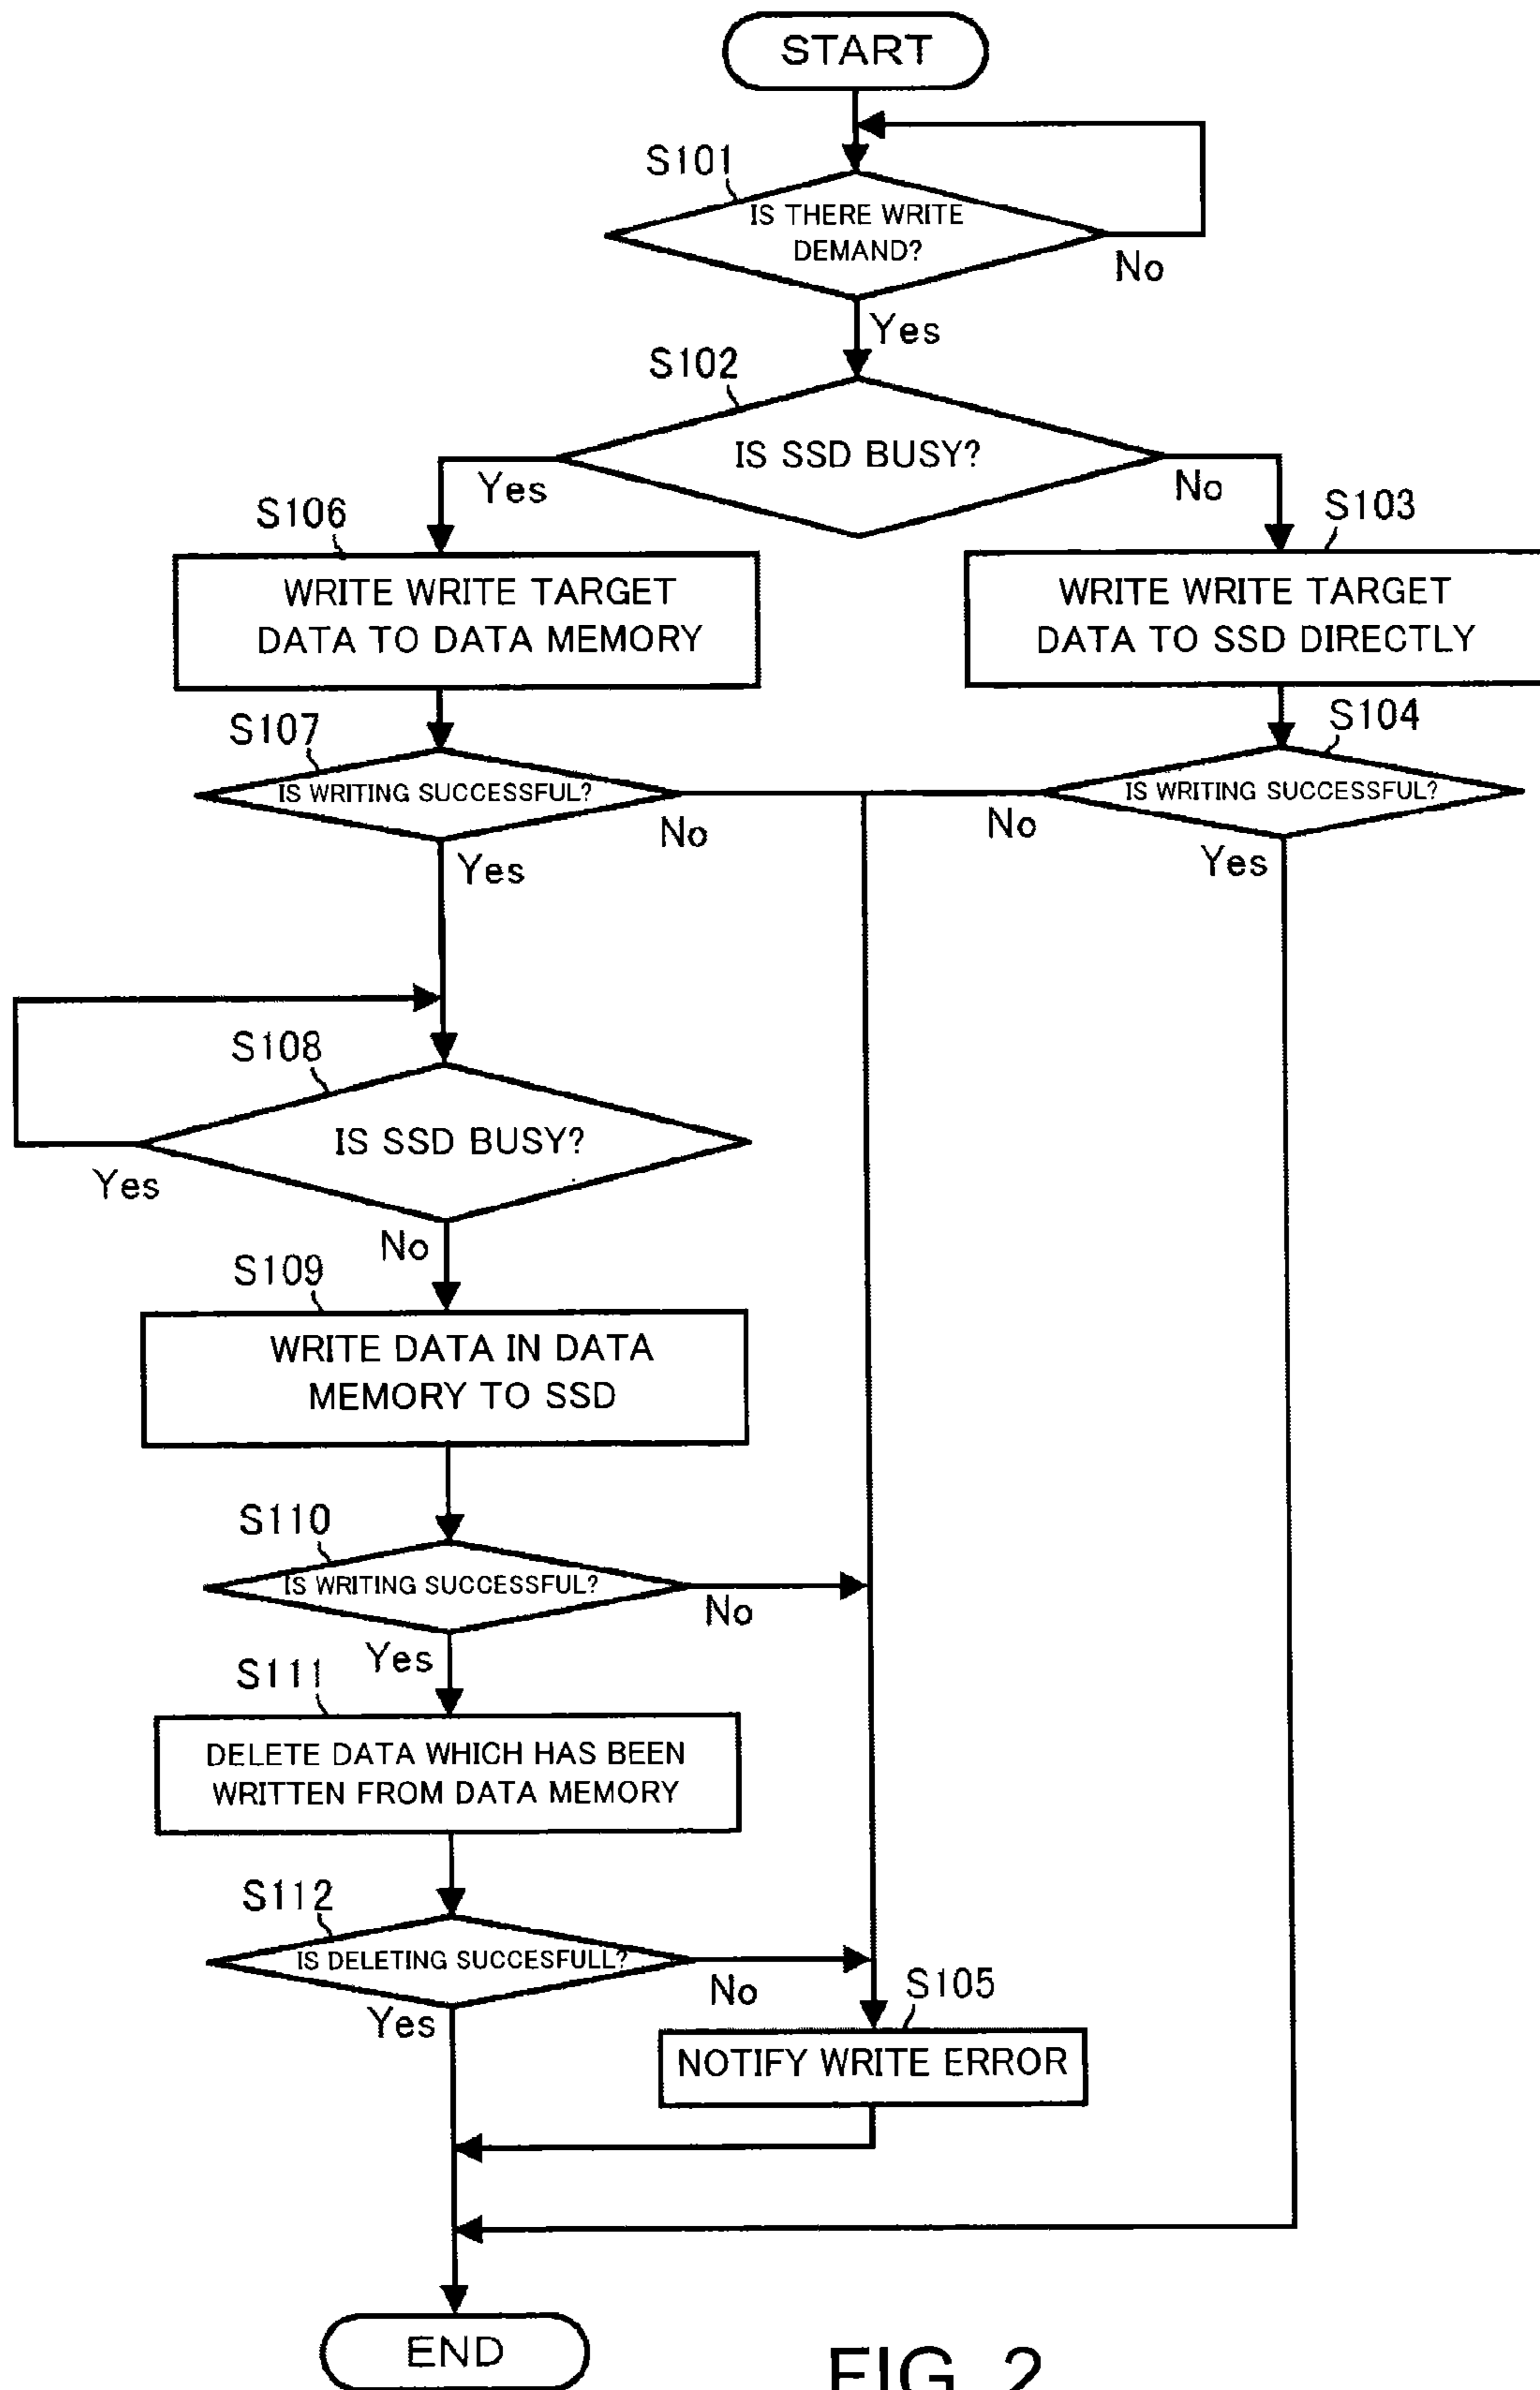 START
S101
IS THERE WRITE
DEMAND?
No
Yes
S102
IS SSD BUSY?
Yes
No
S106
S103
WRITE WRITE TARGET
DATA TO DATA MEMORY
WRITE WRITE TARGET
DATA TO SSD DIRECTLY
S107
S104
IS WRITING SUCCESSFUL?
IS WRITING SUCCESSFUL?
No
No
Yes
Yes
S108
IS SSD BUSY?
Yes
No
S109
WRITE DATA IN DATA
MEMORY TO SSD
S110
IS WRITING SUCCESSFUL?
No
Yes
S111
DELETE DATA WHICH HAS BEEN
WRITTEN FROM DATA MEMORY
S112
IS DELETING SUCCESFULL?
No
Yes
S105
NOTIFY WRITE ERROR
END
FIG. 2